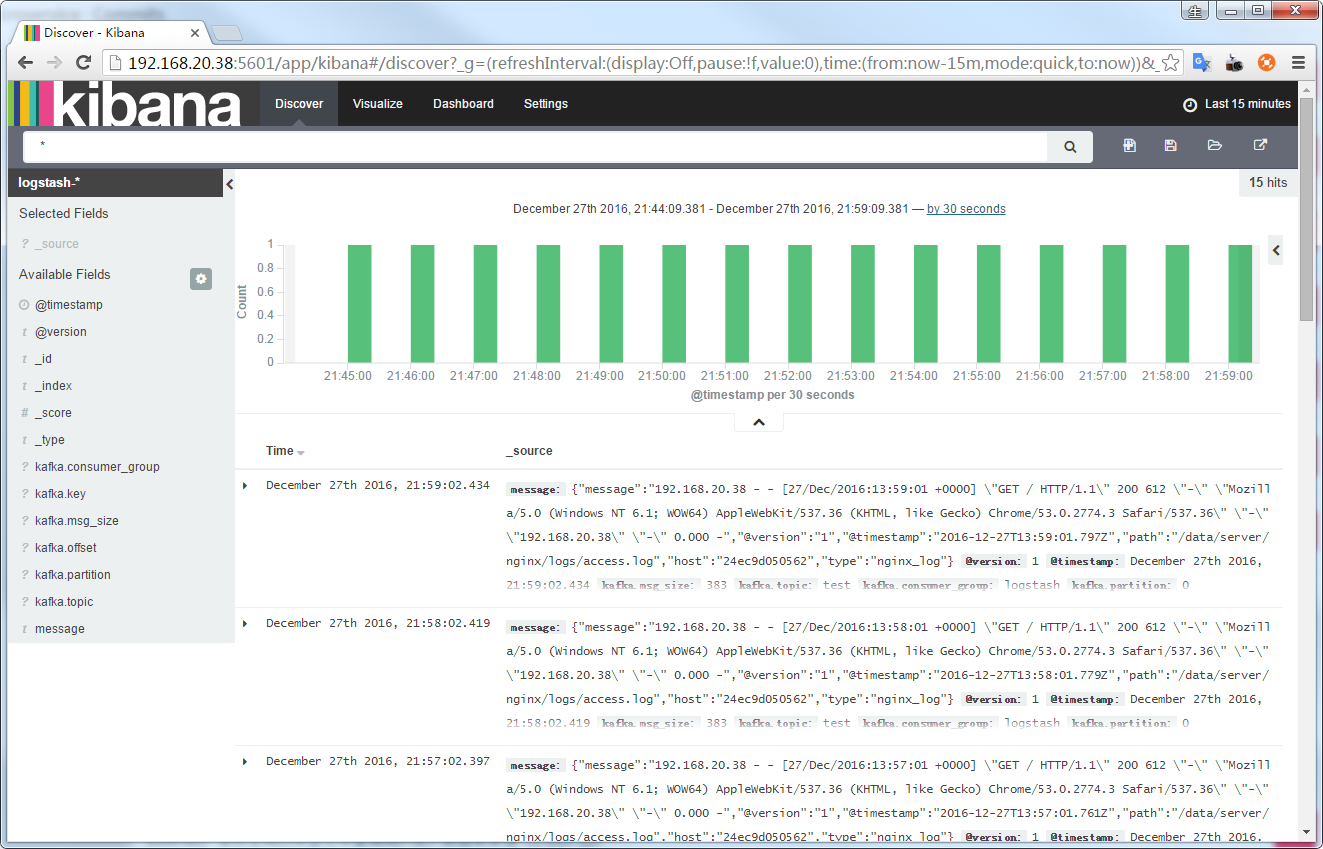 生
Discover - Kibana
192.168.20.38:5601/app/kibana#/discover?_g=(refreshInterval:(display:Off,pause:!f,value:0),time:(from:now-15m,mode:quick,to:now))&_
kibana
Discover Visualize Dashboard Settings Last 15 minutes
*
logstash-*
15 hits
Selected Fields
? _source
Available Fields
@timestamp
t @version
t _id
t _index
# _score
t _type
? kafka.consumer_group
? kafka.key
? kafka.msg_size
? kafka.offset
? kafka.partition
? kafka.topic
t message
December 27th 2016, 21:44:09.381 - December 27th 2016, 21:59:09.381 — by 30 seconds
Count
1
0.8
0.6
0.4
0.2
0
21:45:00 21:46:00 21:47:00 21:48:00 21:49:00 21:50:00 21:51:00 21:52:00 21:53:00 21:54:00 21:55:00 21:56:00 21:57:00 21:58:00 21:59:00
@timestamp per 30 seconds
Time _source
December 27th 2016, 21:59:02.434 message: {"message":"192.168.20.38 - - [27/Dec/2016:13:59:01 +0000] \"GET / HTTP/1.1\" 200 612 \"-\" \"Mozill
a/5.0 (Windows NT 6.1; WOW64) AppleWebKit/537.36 (KHTML, like Gecko) Chrome/53.0.2774.3 Safari/537.36\" \"-\"
\"192.168.20.38\" \"-\" 0.000 -","@version":"1","@timestamp":"2016-12-27T13:59:01.797Z","path":"/data/server/
nginx/logs/access.log","host":"24ec9d050562","type":"nginx_log"} @version: 1 @timestamp: December 27th 2016,
21:59:02.434 kafka.msg_size: 383 kafka.topic: test kafka.consumer_group: logstash kafka.partition: 0
December 27th 2016, 21:58:02.419 message: {"message":"192.168.20.38 - - [27/Dec/2016:13:58:01 +0000] \"GET / HTTP/1.1\" 200 612 \"-\" \"Mozill
a/5.0 (Windows NT 6.1; WOW64) AppleWebKit/537.36 (KHTML, like Gecko) Chrome/53.0.2774.3 Safari/537.36\" \"-\"
\"192.168.20.38\" \"-\" 0.000 -","@version":"1","@timestamp":"2016-12-27T13:58:01.779Z","path":"/data/server/
nginx/logs/access.log","host":"24ec9d050562","type":"nginx_log"} @version: 1 @timestamp: December 27th 2016,
21:58:02.419 kafka.msg_size: 383 kafka.topic: test kafka.consumer_group: logstash kafka.partition: 0
December 27th 2016, 21:57:02.397 message: {"message":"192.168.20.38 - - [27/Dec/2016:13:57:01 +0000] \"GET / HTTP/1.1\" 200 612 \"-\" \"Mozill
a/5.0 (Windows NT 6.1; WOW64) AppleWebKit/537.36 (KHTML, like Gecko) Chrome/53.0.2774.3 Safari/537.36\" \"-\"
\"192.168.20.38\" \"-\" 0.000 -","@version":"1","@timestamp":"2016-12-27T13:57:01.761Z","path":"/data/server/
nginx/logs/access.log","host":"24ec9d050562","type":"nginx_log"} @version: 1 @timestamp: December 27th 2016,